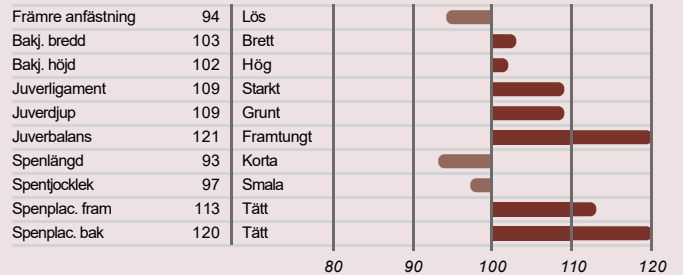 Främre anfästning 94 Lös
Bakj. bredd 103 Brett
Bakj. höjd 102 Hög
Juverligament 109 Starkt
Juverdjup 109 Grunt
Juverbalans 121 Framtungt
Spenlängd 93 Korta
Spentjocklek 97 Smala
Spenplac. fram 113 Tätt
Spenplac. bak 120 Tätt
80 90 100 110 120